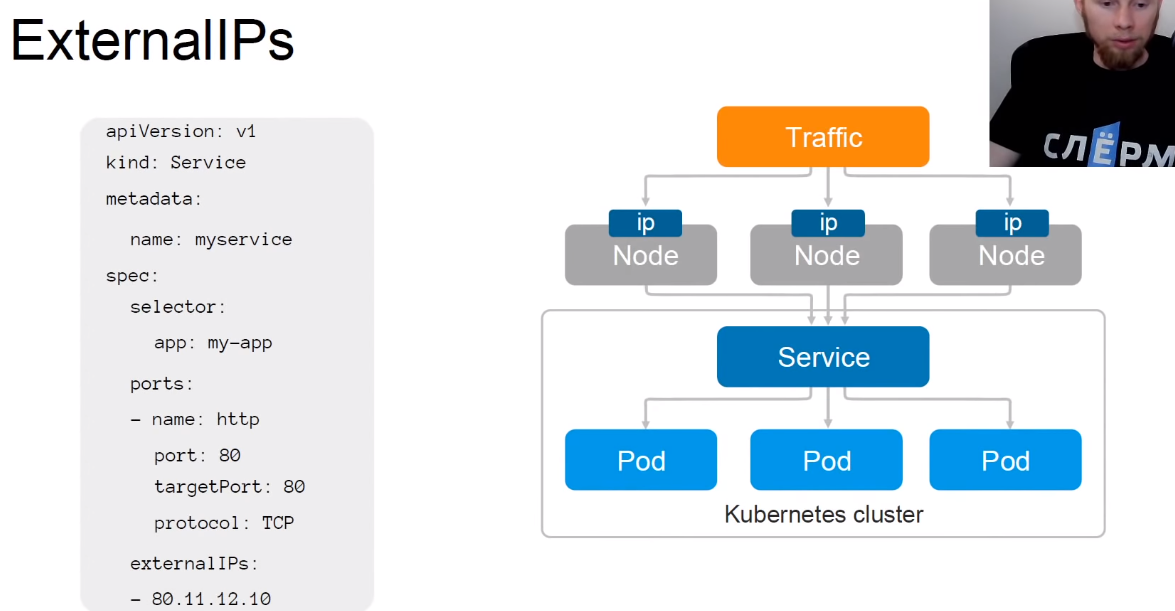 ExternalIPs
apiVersion: v1
kind: Service
metadata:
name: myservice
spec:
selector:
app: my-app
ports:
- name: http
port: 80
targetPort: 80
protocol: TCP
externalIPs:
- 80.11.12.10
Traffic
ip ip ip
Node Node Node
Service
Pod Pod Pod
Kubernetes cluster
СЛЁРМ